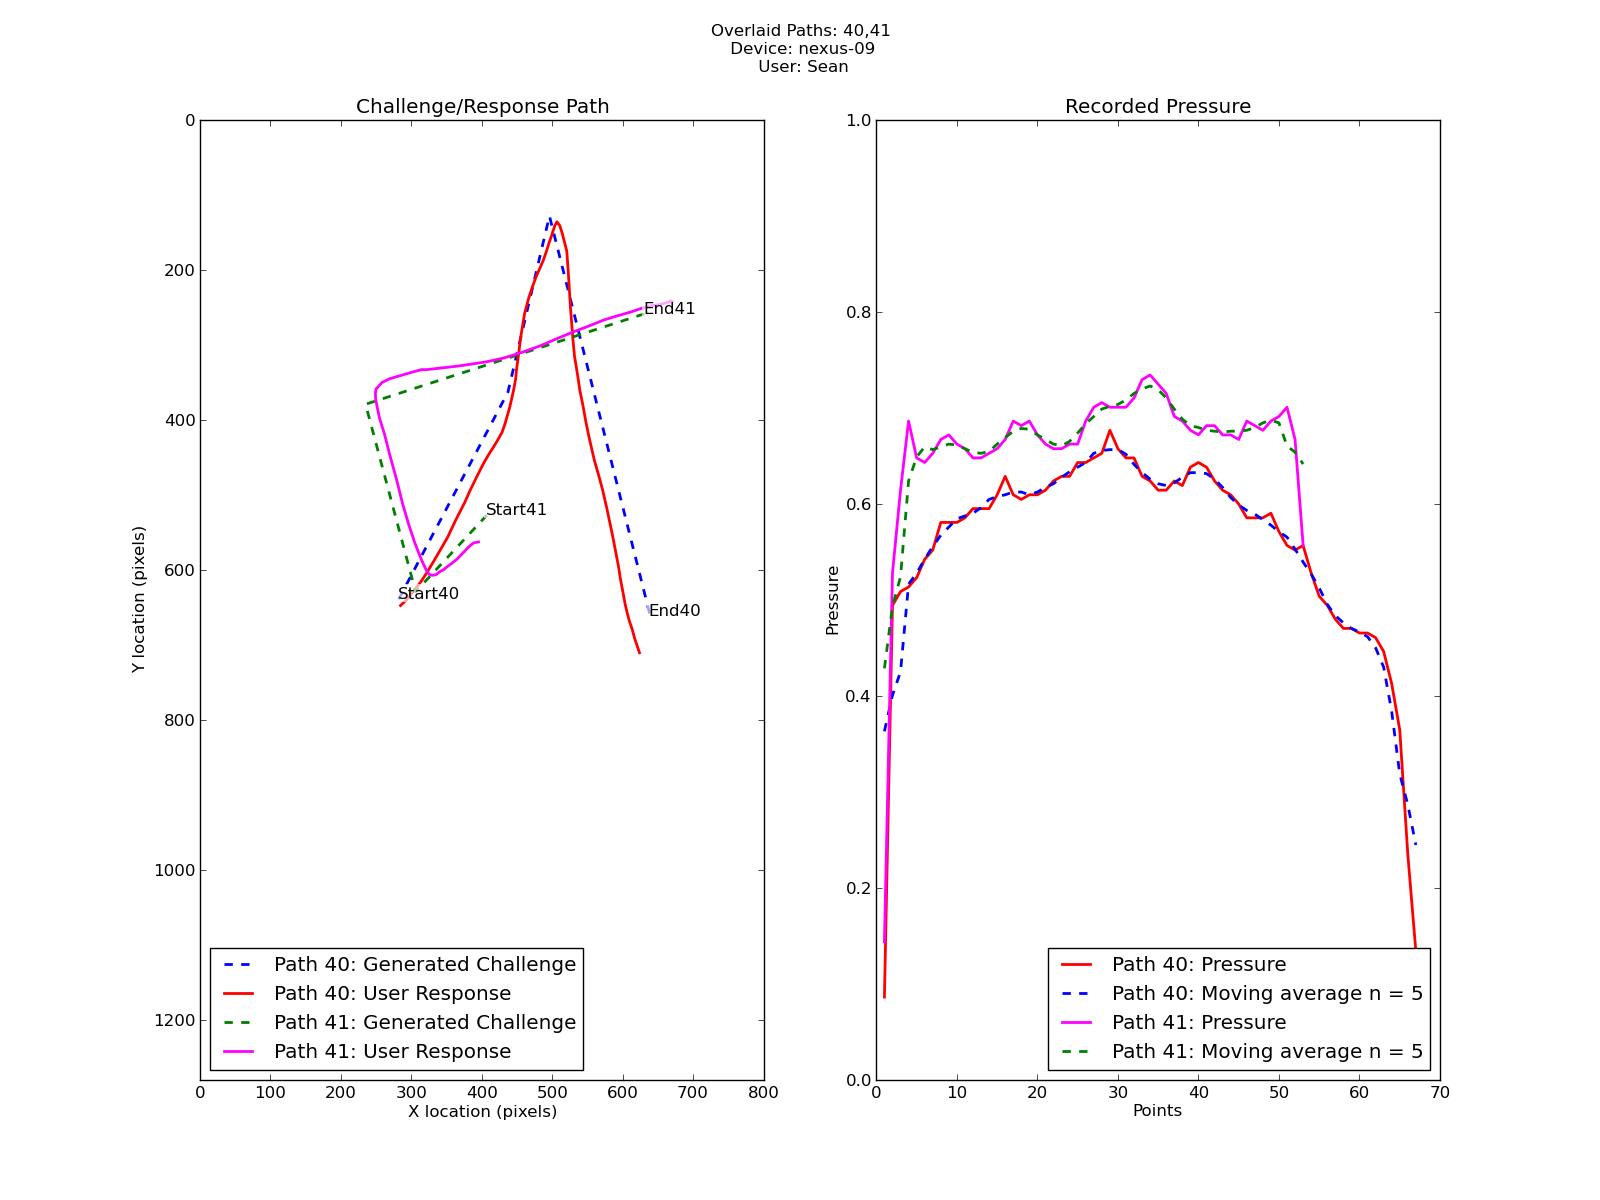 Overlaid Paths: 40,41
Device: nexus-09
User: Sean
Challenge/Response Path
0
200
400
600
800
1000
1200
Y location (pixels)
End41
Start41
Start40
End40
Path 40: Generated Challenge
Path 40: User Response
Path 41: Generated Challenge
Path 41: User Response
0 100 200 300 400 500 600 700 800
X location (pixels)
Recorded Pressure
1.0
0.8
0.6
0.4
0.2
0.0
Pressure
Path 40: Pressure
Path 40: Moving average n = 5
Path 41: Pressure
Path 41: Moving average n = 5
0 10 20 30 40 50 60 70
Points